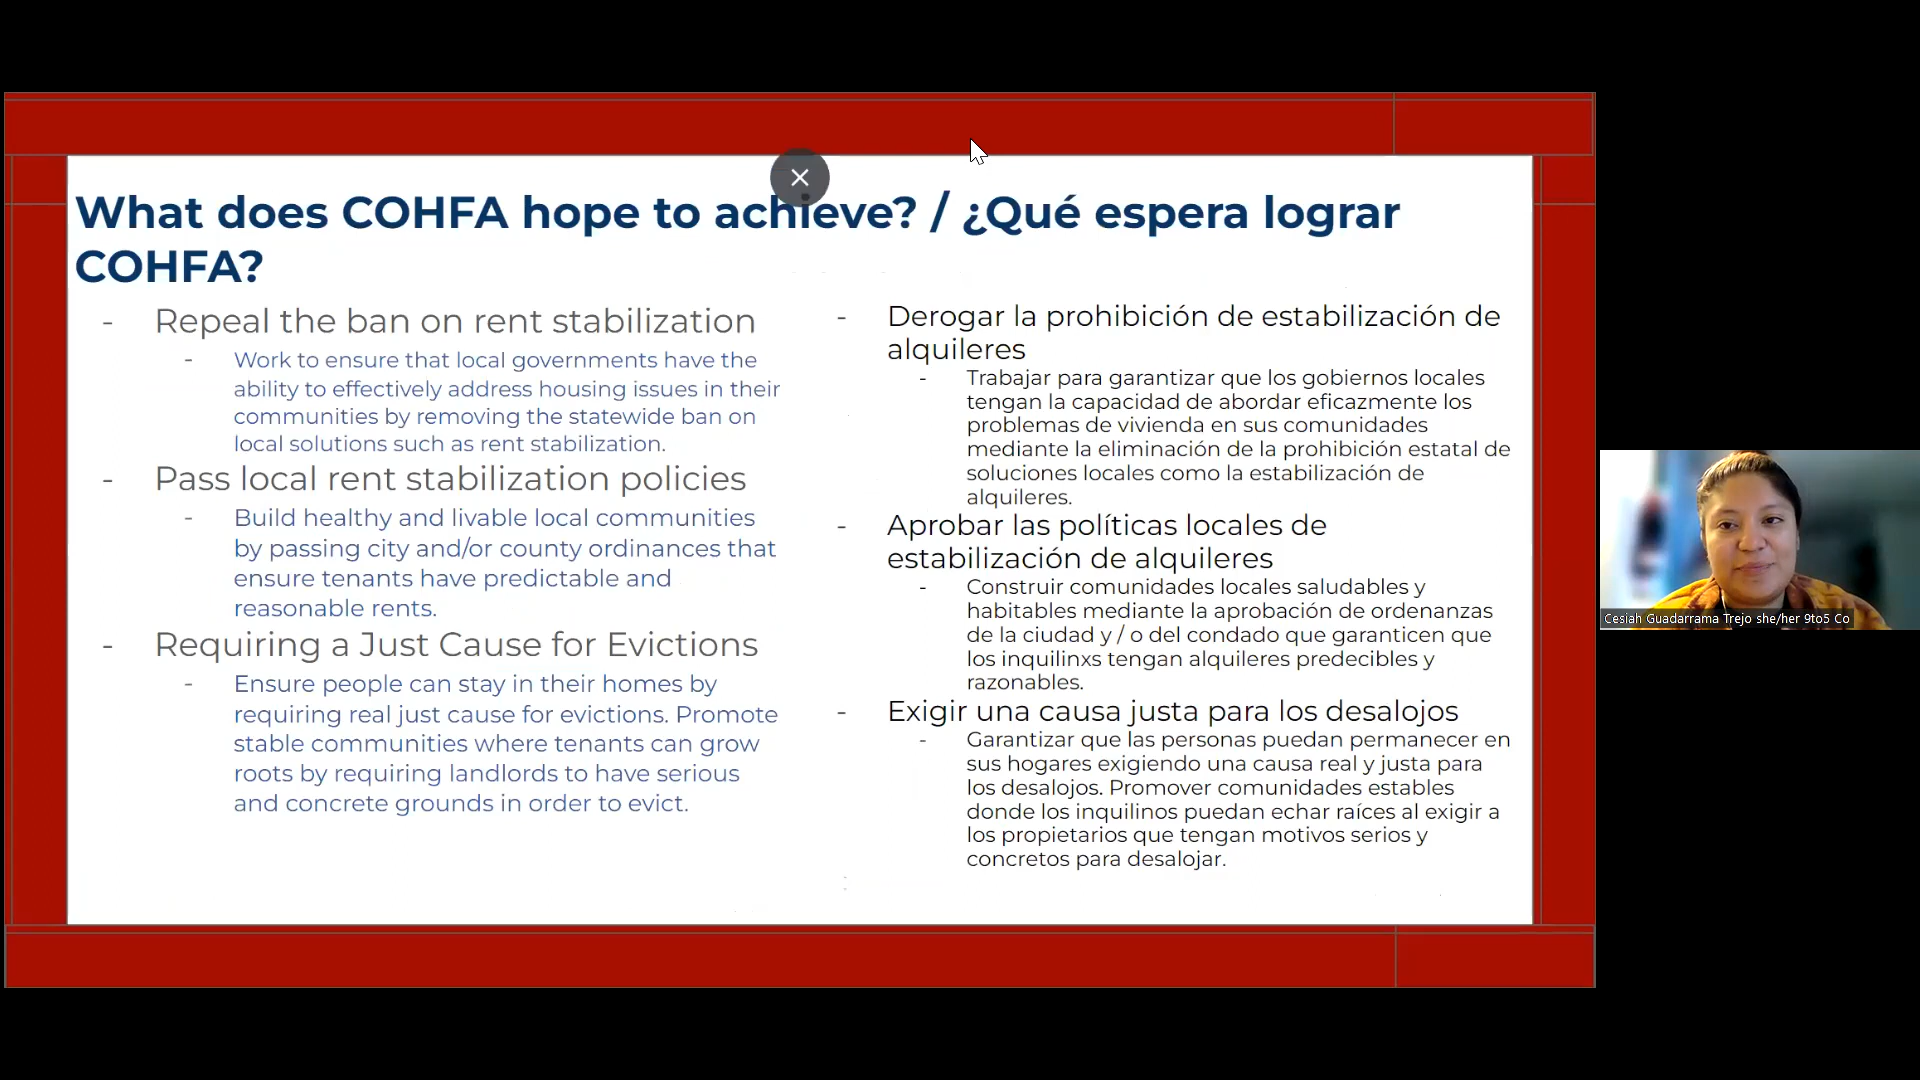 What does COHFA hope to achieve? / ¿Qué espera lograr
COHFA?
- Repeal the ban on rent stabilization
- Work to ensure that local governments have the
ability to effectively address housing issues in their
communities by removing the statewide ban on
local solutions such as rent stabilization.
- Pass local rent stabilization policies
- Build healthy and livable local communities
by passing city and/or county ordinances that
ensure tenants have predictable and
reasonable rents.
- Requiring a Just Cause for Evictions
- Ensure people can stay in their homes by
requiring real just cause for evictions. Promote
stable communities where tenants can grow
roots by requiring landlords to have serious
and concrete grounds in order to evict.
- Derogar la prohibición de estabilización de
alquileres
- Trabajar para garantizar que los gobiernos locales
tengan la capacidad de abordar eficazmente los
problemas de vivienda en sus comunidades
mediante la eliminación de la prohibición estatal de
soluciones locales como la estabilización de
alquileres.
- Aprobar las políticas locales de
estabilización de alquileres
- Construir comunidades locales saludables y
habitables mediante la aprobación de ordenanzas
de la ciudad y / o del condado que garanticen que
los inquilinxs tengan alquileres predecibles y
razonables.
- Exigir una causa justa para los desalojos
- Garantizar que las personas puedan permanecer en
sus hogares exigiendo una causa real y justa para
los desalojos. Promover comunidades estables
donde los inquilinos puedan echar raíces al exigir a
los propietarios que tengan motivos serios y
concretos para desalojar.
Cesiah Guadarrama Trejo she/her 9to5 Co